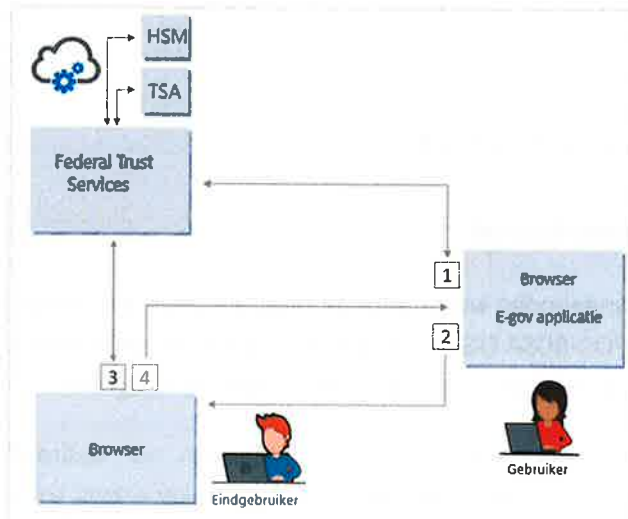 HSM
TSA
Federal Trust
Services
1
Browser
E-gov applicatie
2
3 4
Browser
Eindgebruiker
Gebruiker